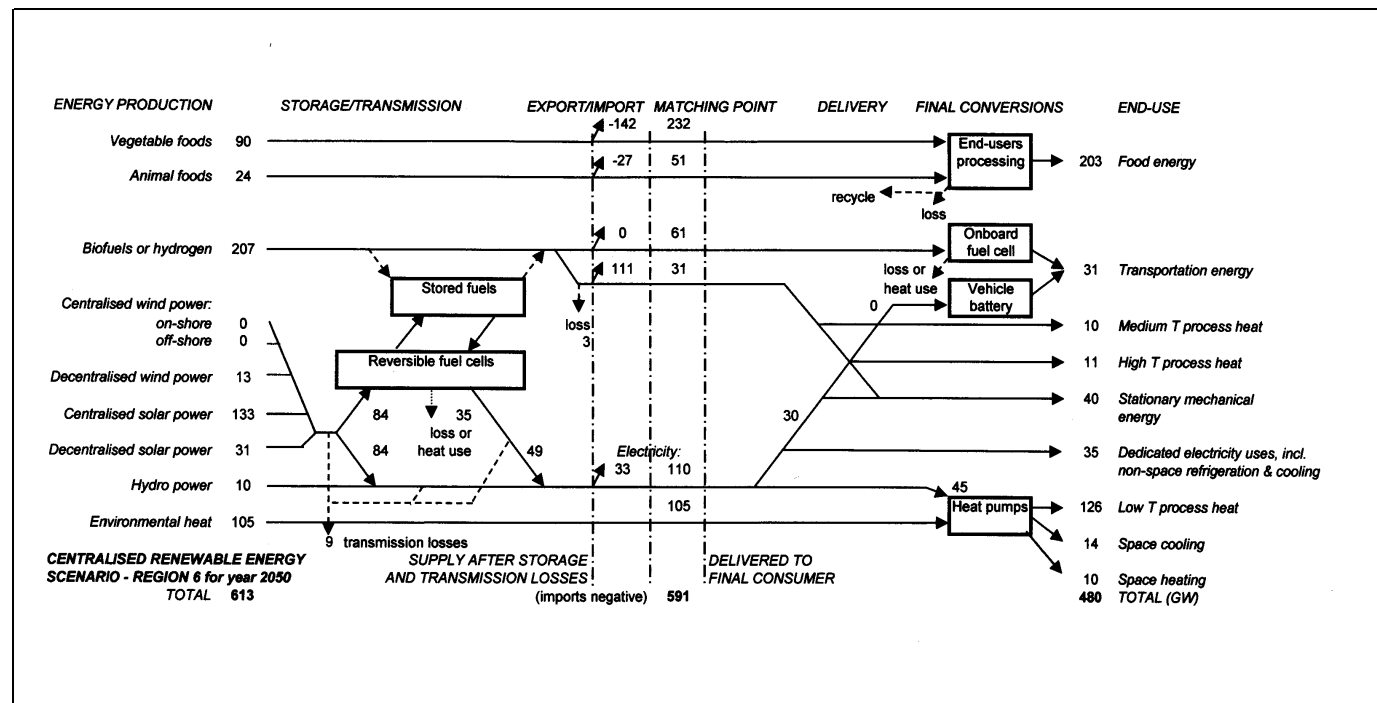 ENERGY PRODUCTION STORAGE/TRANSMISSION EXPORT/IMPORT MATCHING POINT DELIVERY FINAL CONVERSIONS END-USE
-142 232
Vegetable foods 90
End-users
processing
203 Food energy
-27 51
Animal foods 24
recycle
loss
0 61
Biofuels or hydrogen 207
Onboard
fuel cell
111 31
loss or
heat use
31 Transportation energy
Stored fuels
Vehicle
battery
0
Centralised wind power:
on-shore 0
off-shore 0
loss
3
10 Medium T process heat
Reversible fuel cells
11 High T process heat
Decentralised wind power 13
40 Stationary mechanical
energy
Centralised solar power 133
84 35
loss or
heat use
30
Decentralised solar power 31
84
49
Electricity:
35 Dedicated electricity uses, incl.
non-space refrigeration & cooling
33 110
Hydro power 10
45
105
Heat pumps
126 Low T process heat
Environmental heat 105
9 transmission losses
14 Space cooling
CENTRALISED RENEWABLE ENERGY
SCENARIO - REGION 6 for year 2050
SUPPLY AFTER STORAGE
AND TRANSMISSION LOSSES
DELIVERED TO
FINAL CONSUMER
10 Space heating
TOTAL 613
(imports negative) 591
480 TOTAL (GW)